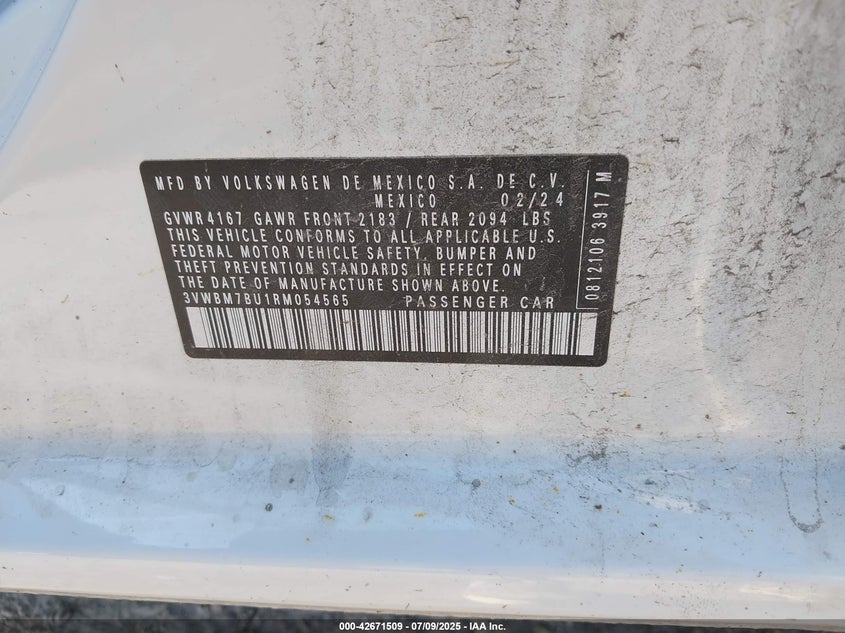 MFD BY VOLKSWAGEN DE MEXICO S.A. DE C.V.
MEXICO 02/24
GVWR4167 GAWR FRONT 2183 / REAR 2094 LBS
THIS VEHICLE CONFORMS TO ALL APPLICABLE U.S.
FEDERAL MOTOR VEHICLE SAFETY, BUMPER AND
THEFT PREVENTION STANDARDS IN EFFECT ON
THE DATE OF MANUFACTURE SHOWN ABOVE.
3VWBM7BU1RM054565 PASSENGER CAR
0812106 3917 M
000-42671509 - 07/09/2025 - IAA Inc.